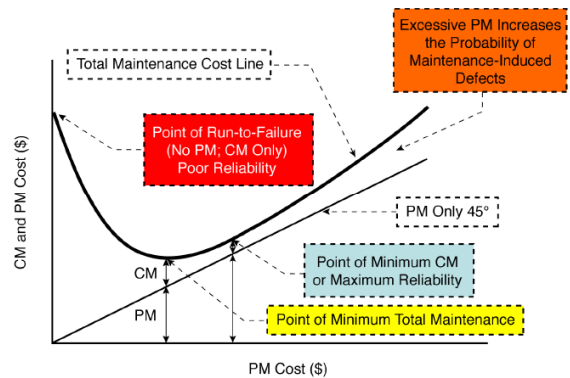 Excessive PM Increases
the Probability of
Maintenance-Induced
Defects
Total Maintenance Cost Line
Point of Run-to-Failure
(No PM; CM Only)
Poor Reliability
CM and PM Cost ($)
PM Only 45°
Point of Minimum CM
or Maximum Reliability
CM
PM
Point of Minimum Total Maintenance
PM Cost ($)